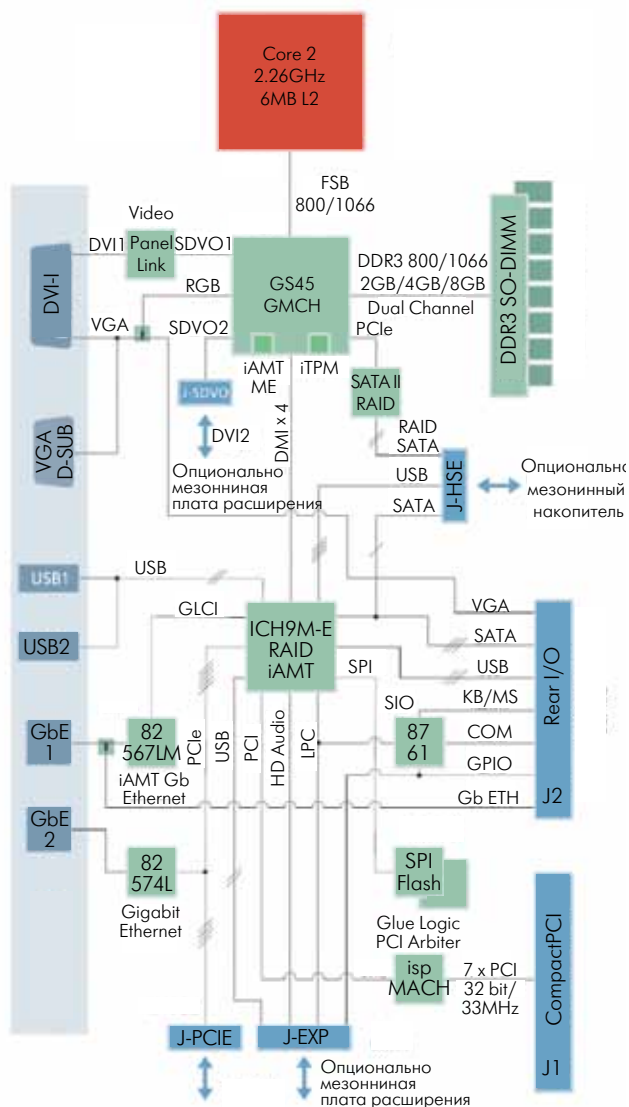 Core 2
2.26GHz
6MB L2
FSB
800/1066
Video
DVI1
Panel
Link
SDVO1
DVI-I
RGB
GS45
GMCH
DDR3 800/1066
2GB/4GB/8GB
Dual Channel
DDR3 SO-DIMM
VGA
SDVO2
PCIe
iAMT
ME
iTPM
J-SDVO
SATA II
RAID
DVI2
DMI x 4
RAID
SATA
VGA
D-SUB
Опционально
мезоннинная
плата расширения
USB
SATA
J-HSE
Опционально
мезонинный
накопитель
USB1
USB
GLCI
USB2
ICH9M-E
RAID
iAMT
SPI
VGA
SATA
USB
KB/MS
SIO
COM
GPIO
Gb ETH
Rear I/O
J2
GbE
1
82
567LM
iAMT Gb
Ethernet
PCIe
USB
PCI
HD Audio
LPC
87
61
GbE
2
82
574L
Gigabit
Ethernet
SPI
Flash
Glue Logic
PCI Arbiter
isp
MACH
7 x PCI
32 bit/
33MHz
CompactPCI
J1
J-PCIE
J-EXP
Опционально
мезоннинная
плата расширения